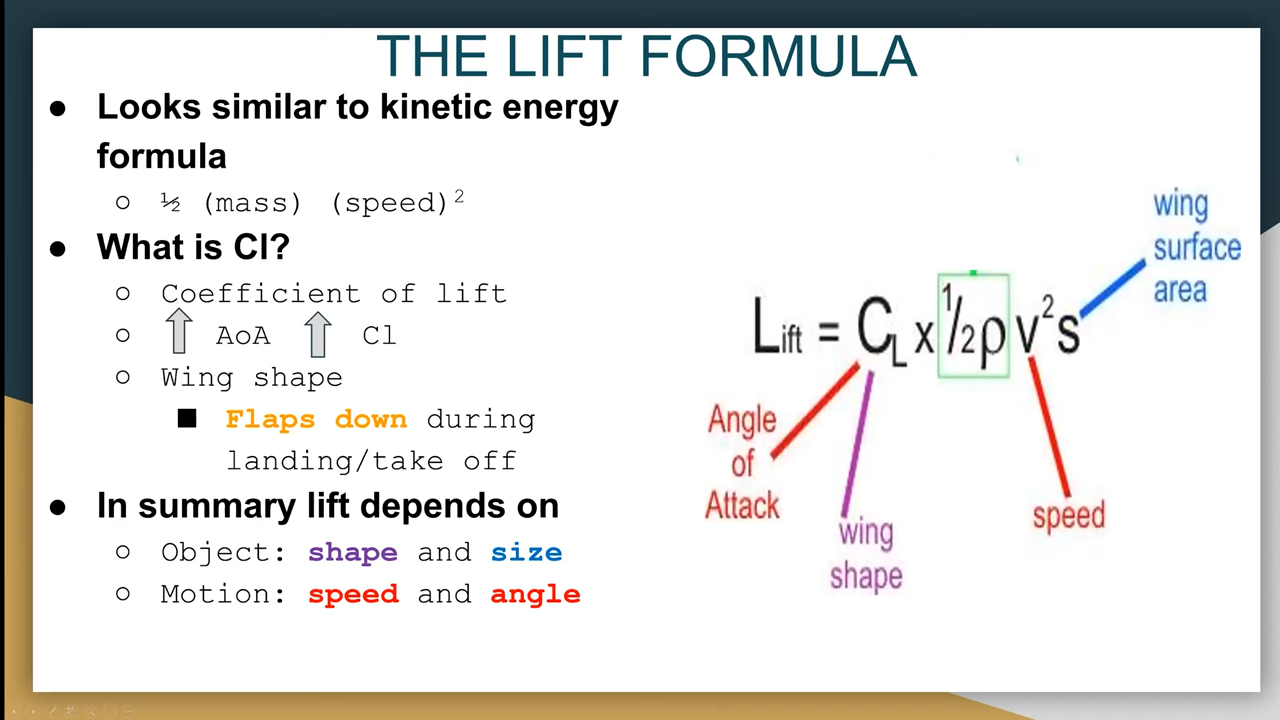 THE LIFT FORMULA
● Looks similar to kinetic energy
formula
○ ½ (mass) (speed)²
● What is Cl?
○ Coefficient of lift
○ ⇧ AoA ⇧ Cl
○ Wing shape
■ Flaps down during
landing/take off
● In summary lift depends on
○ Object: shape and size
○ Motion: speed and angle
wing
surface
area
Lift = CL x ½ρ v²s
Angle
of
Attack
wing
shape
speed